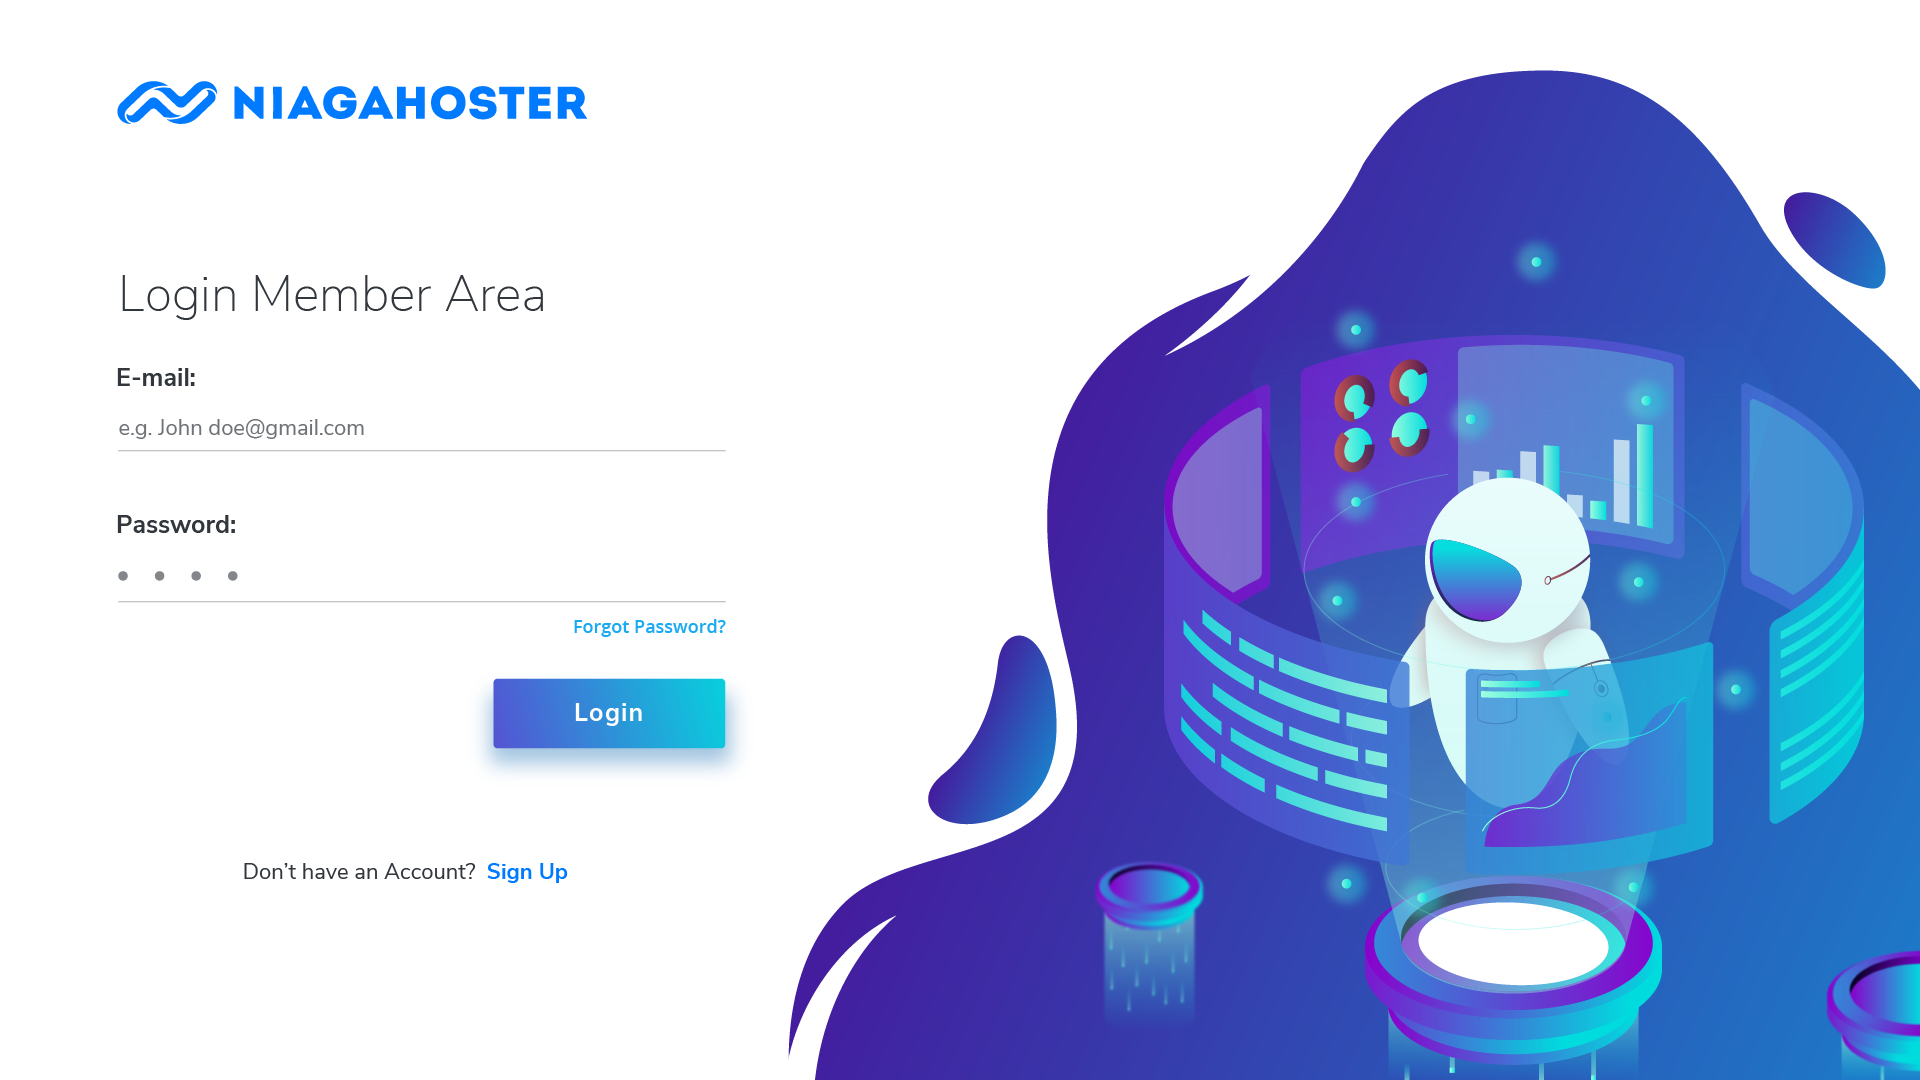 NIAGAHOSTER
Login Member Area
E-mail:
e.g. John doe@gmail.com
Password:
Forgot Password?
Login
Don’t have an Account? Sign Up